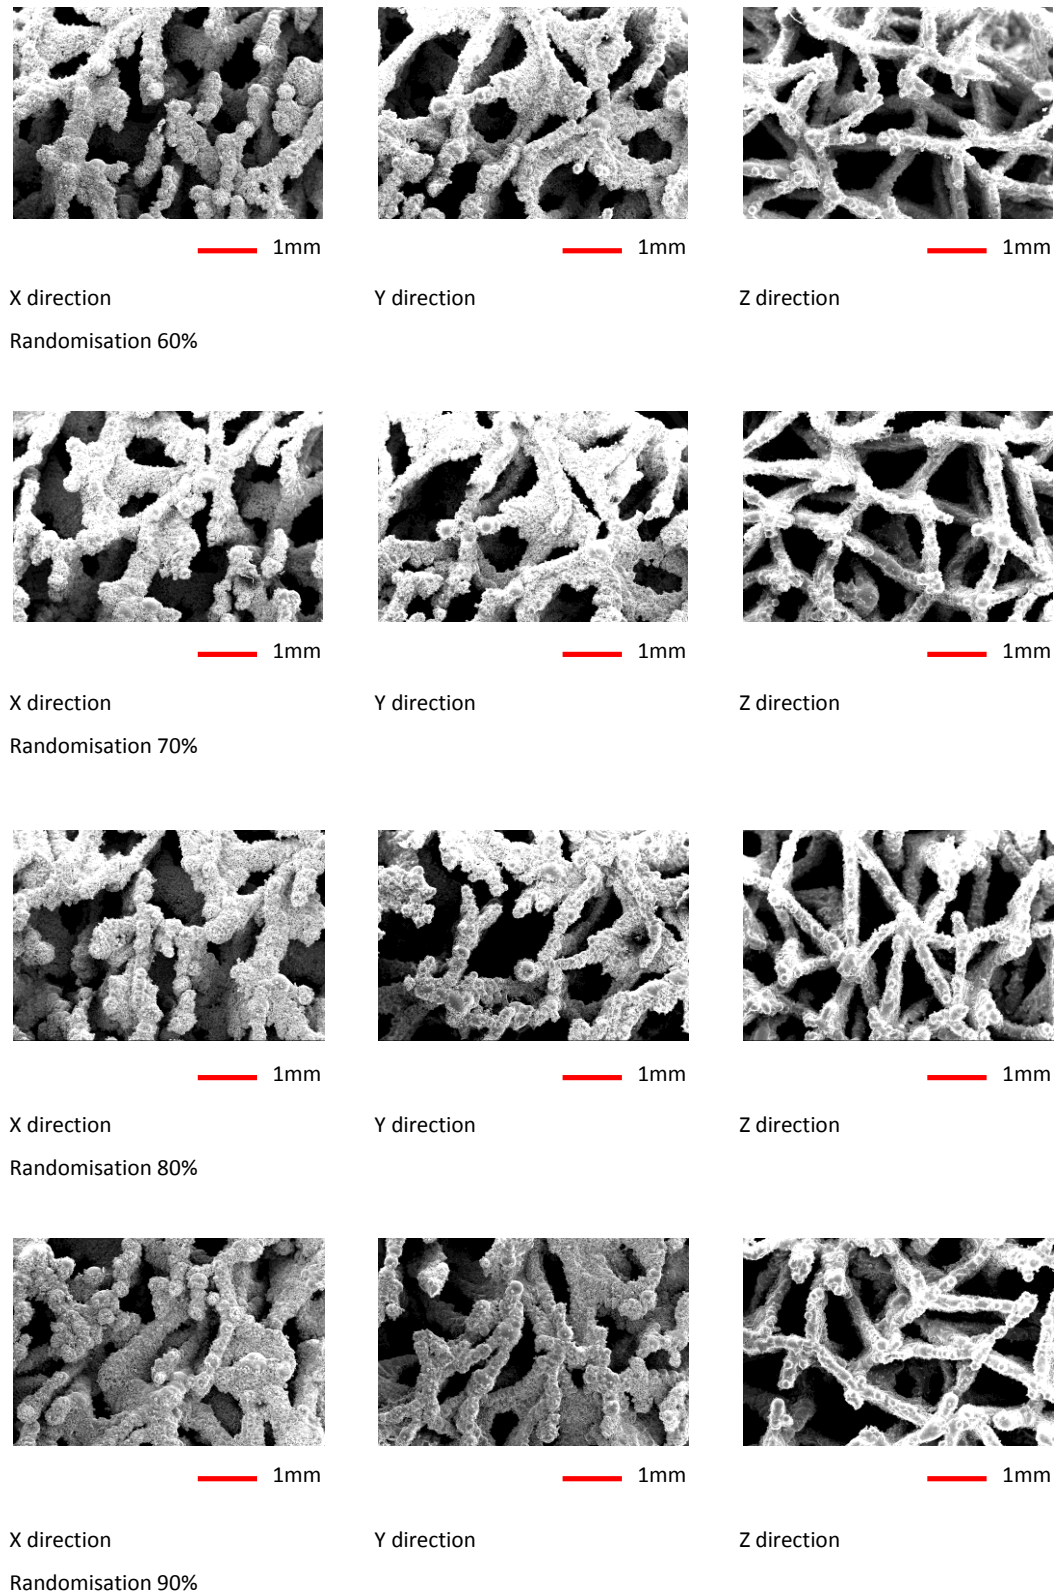 1mm 1mm 1mm
X direction Y direction Z direction
Randomisation 60%
1mm 1mm 1mm
X direction Y direction Z direction
Randomisation 70%
1mm 1mm 1mm
X direction Y direction Z direction
Randomisation 80%
1mm 1mm 1mm
X direction Y direction Z direction
Randomisation 90%